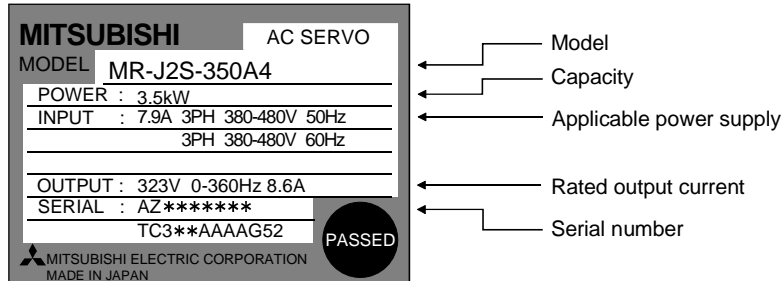 MITSUBISHI AC SERVO
MODEL MR-J2S-350A4
POWER : 3.5kW
INPUT : 7.9A 3PH 380-480V 50Hz
3PH 380-480V 60Hz
OUTPUT : 323V 0-360Hz 8.6A
SERIAL : AZ*******
TC3**AAAAG52
PASSED
MITSUBISHI ELECTRIC CORPORATION
MADE IN JAPAN
Model
Capacity
Applicable power supply
Rated output current
Serial number